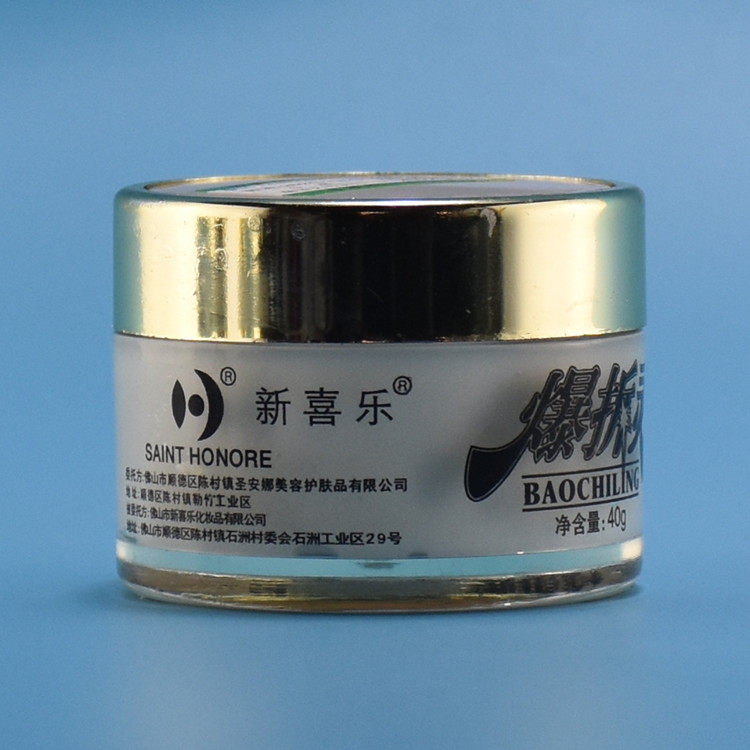 ® 新喜乐®
SAINT HONORE
委托方:佛山市顺德区陈村镇圣安娜美容护肤品有限公司
地址:顺德区陈村镇勒竹工业区
被委托方:佛山市新喜乐化妆品有限公司
地址:佛山市顺德区陈村镇石洲村委会石洲工业区29号
爆拆灵
BAOCHILING
净含量:40g